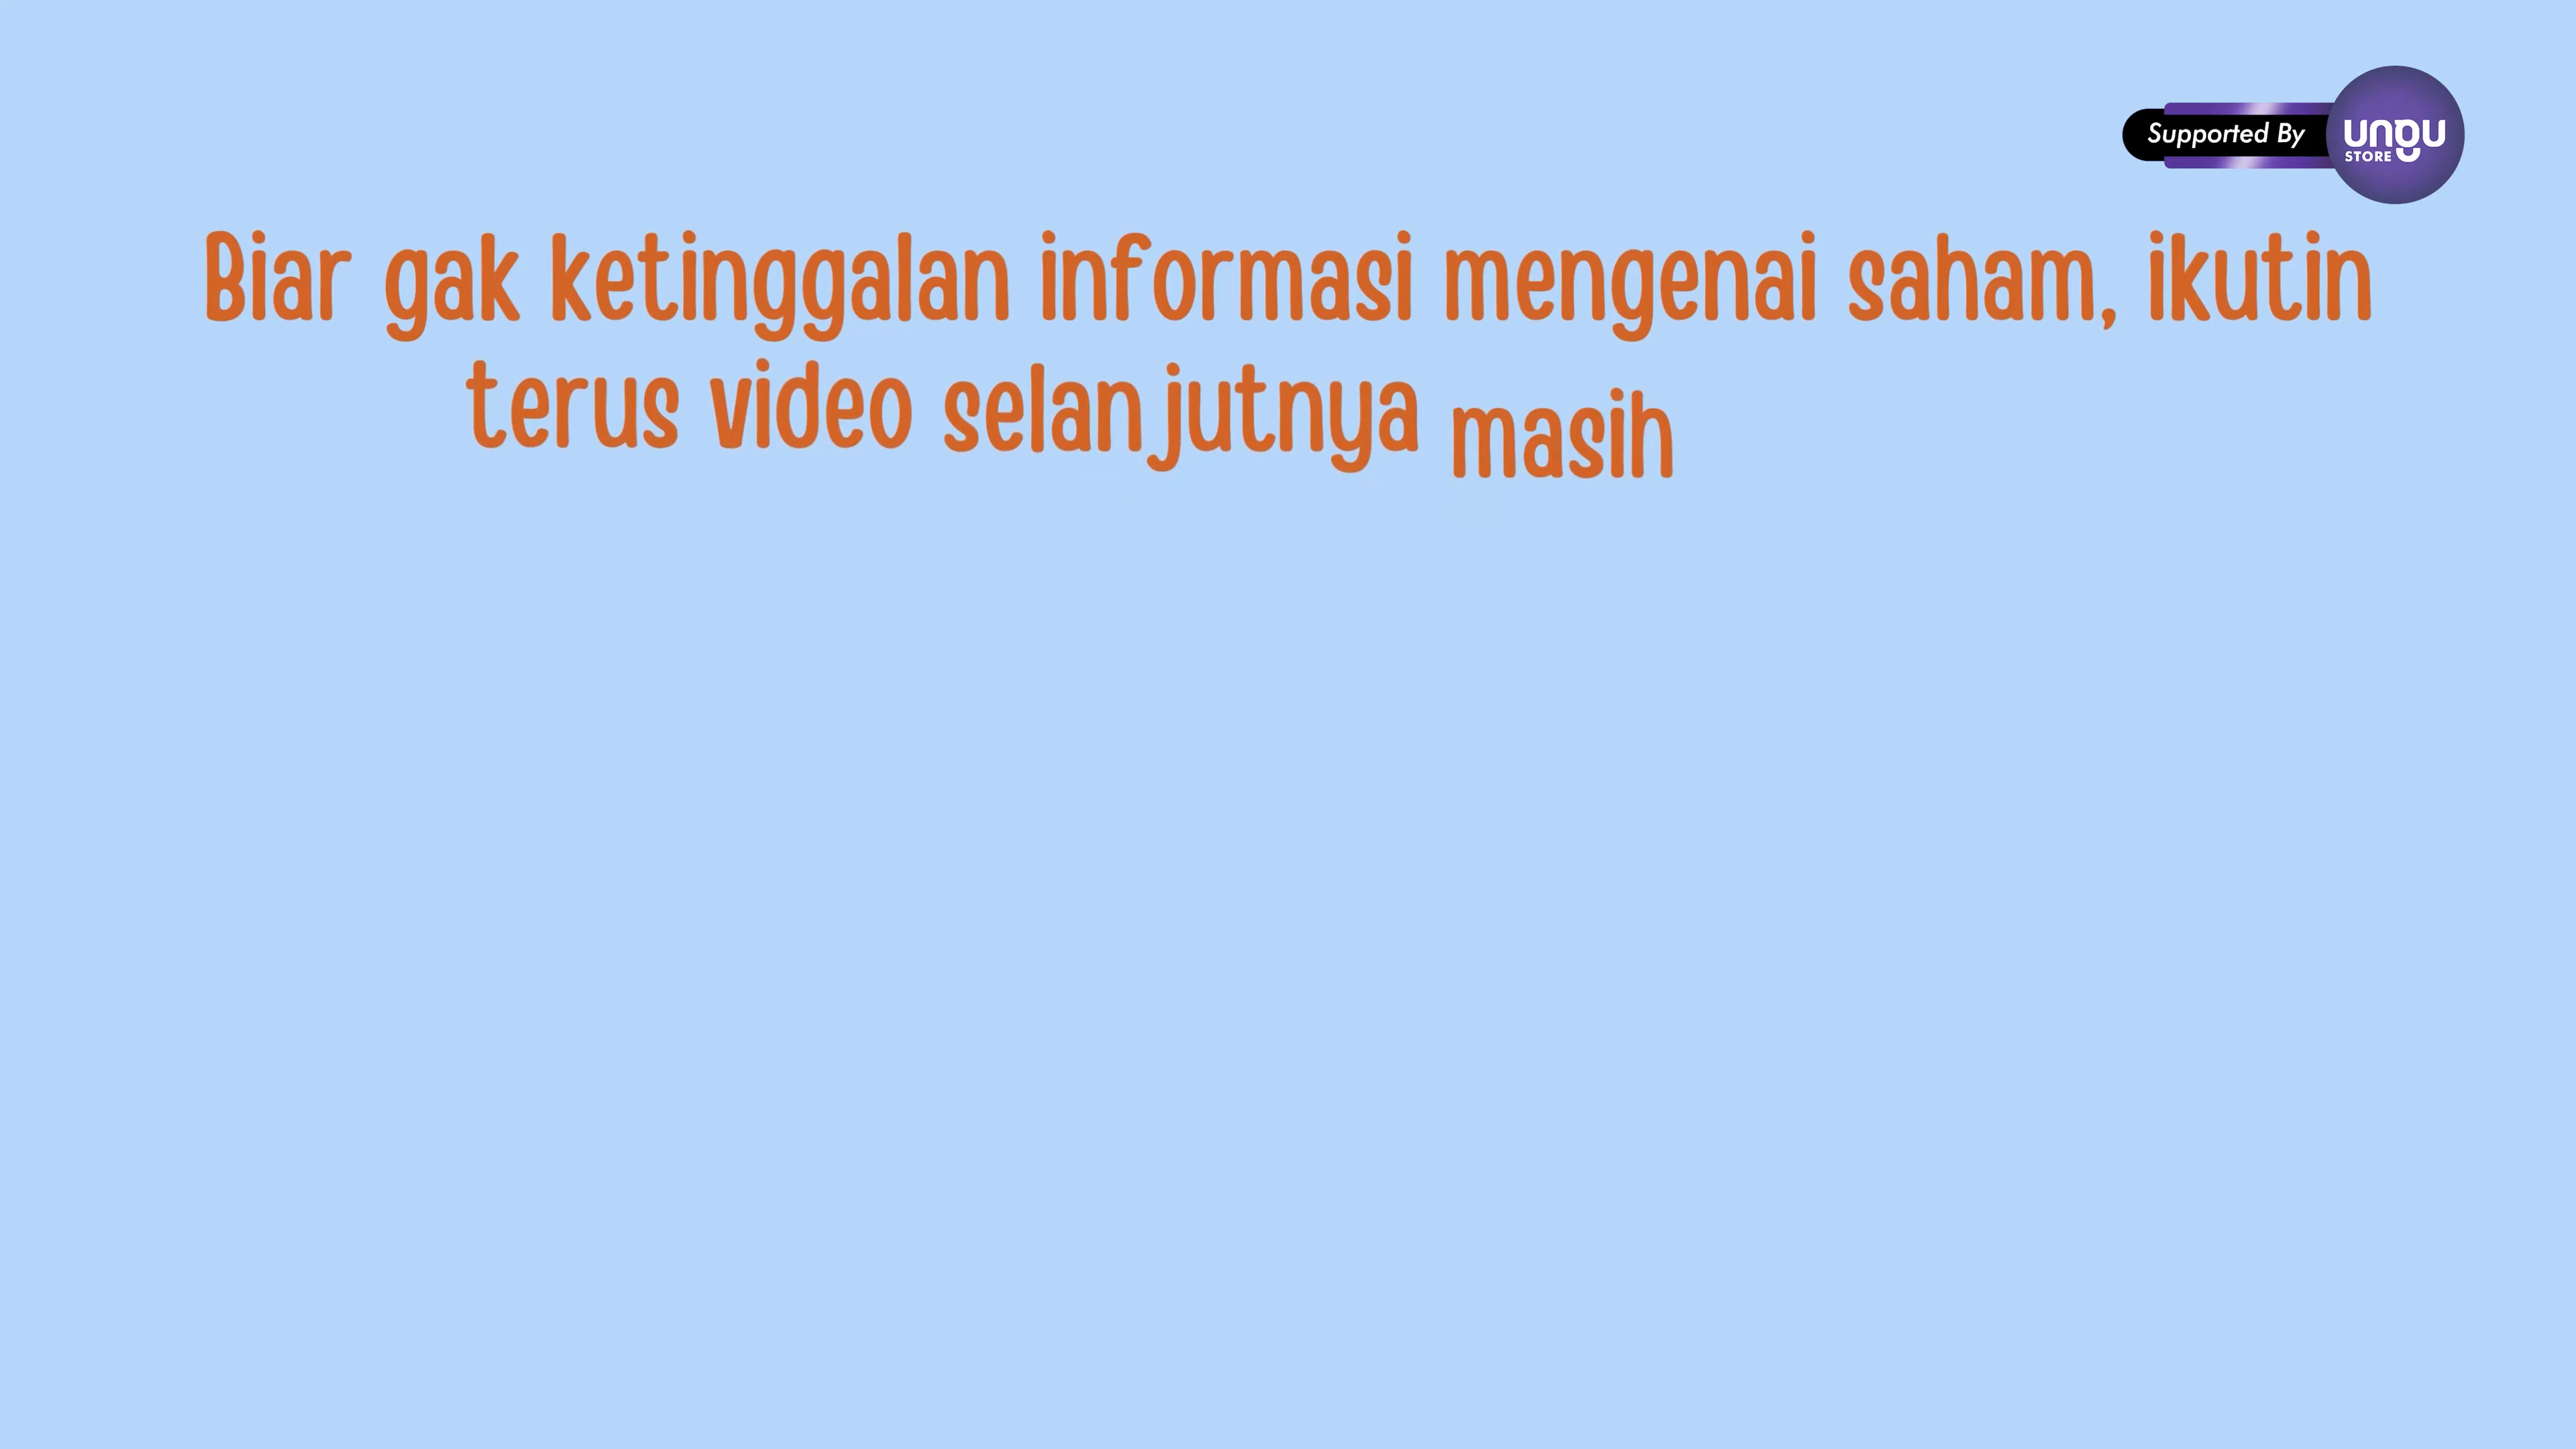 Supported By
ungu
STORE
Biar gak ketinggalan informasi mengenai saham, ikutin
terus video selanjutnya masih